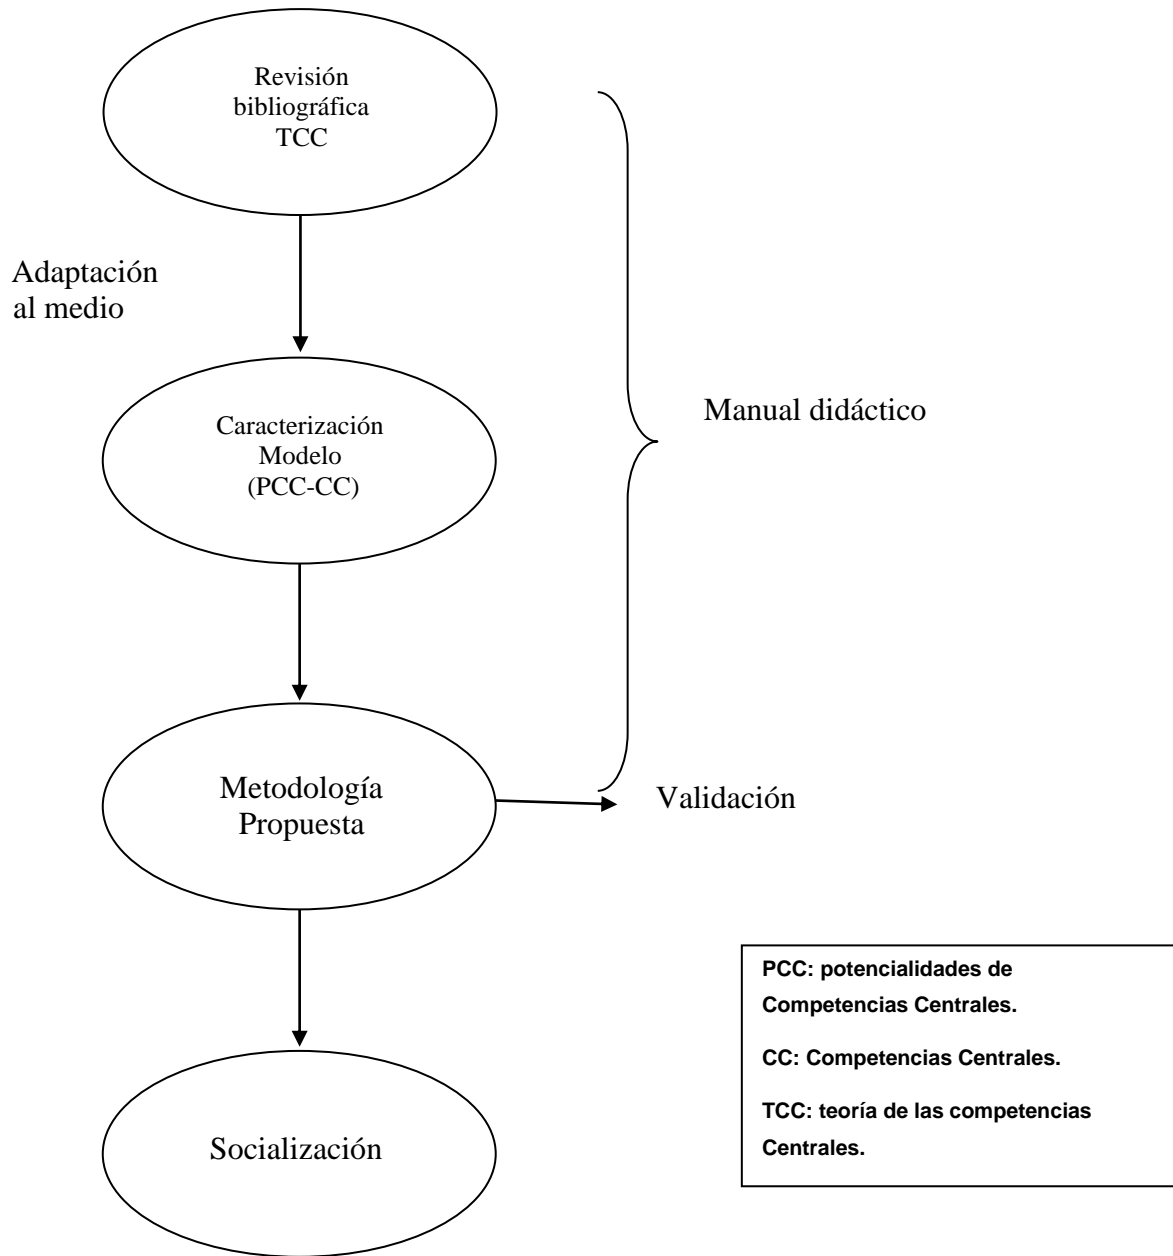 Revisión
bibliográfica
TCC
Adaptación
al medio
Caracterización
Modelo
(PCC-CC)
Manual didáctico
Metodología
Propuesta
Validación
Socialización
PCC: potencialidades de
Competencias Centrales.
CC: Competencias Centrales.
TCC: teoría de las competencias
Centrales.